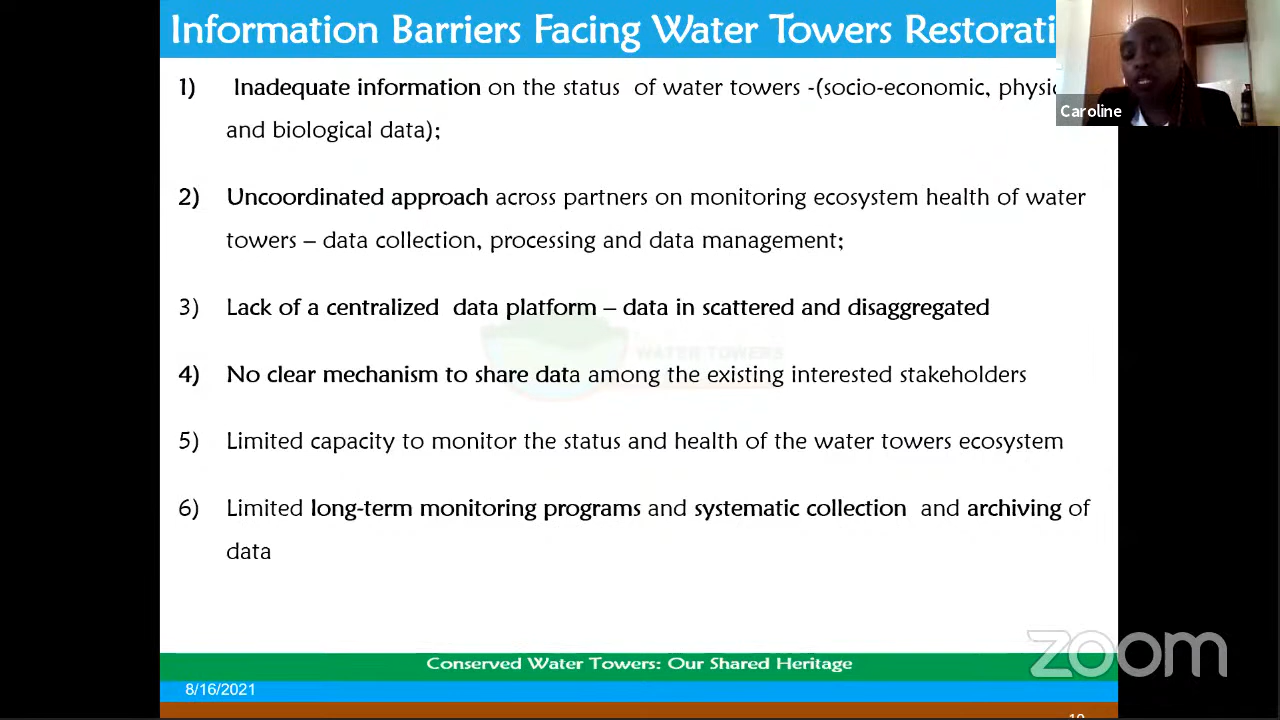 Information Barriers Facing Water Towers Restorati
Caroline
1) Inadequate information on the status of water towers -(socio-economic, physic
and biological data);
2) Uncoordinated approach across partners on monitoring ecosystem health of water
towers – data collection, processing and data management;
3) Lack of a centralized data platform – data in scattered and disaggregated
WATER TOWERS
4) No clear mechanism to share data among the existing interested stakeholders
5) Limited capacity to monitor the status and health of the water towers ecosystem
6) Limited long-term monitoring programs and systematic collection and archiving of
data
zoom
Conserved Water Towers: Our Shared Heritage
8/16/2021